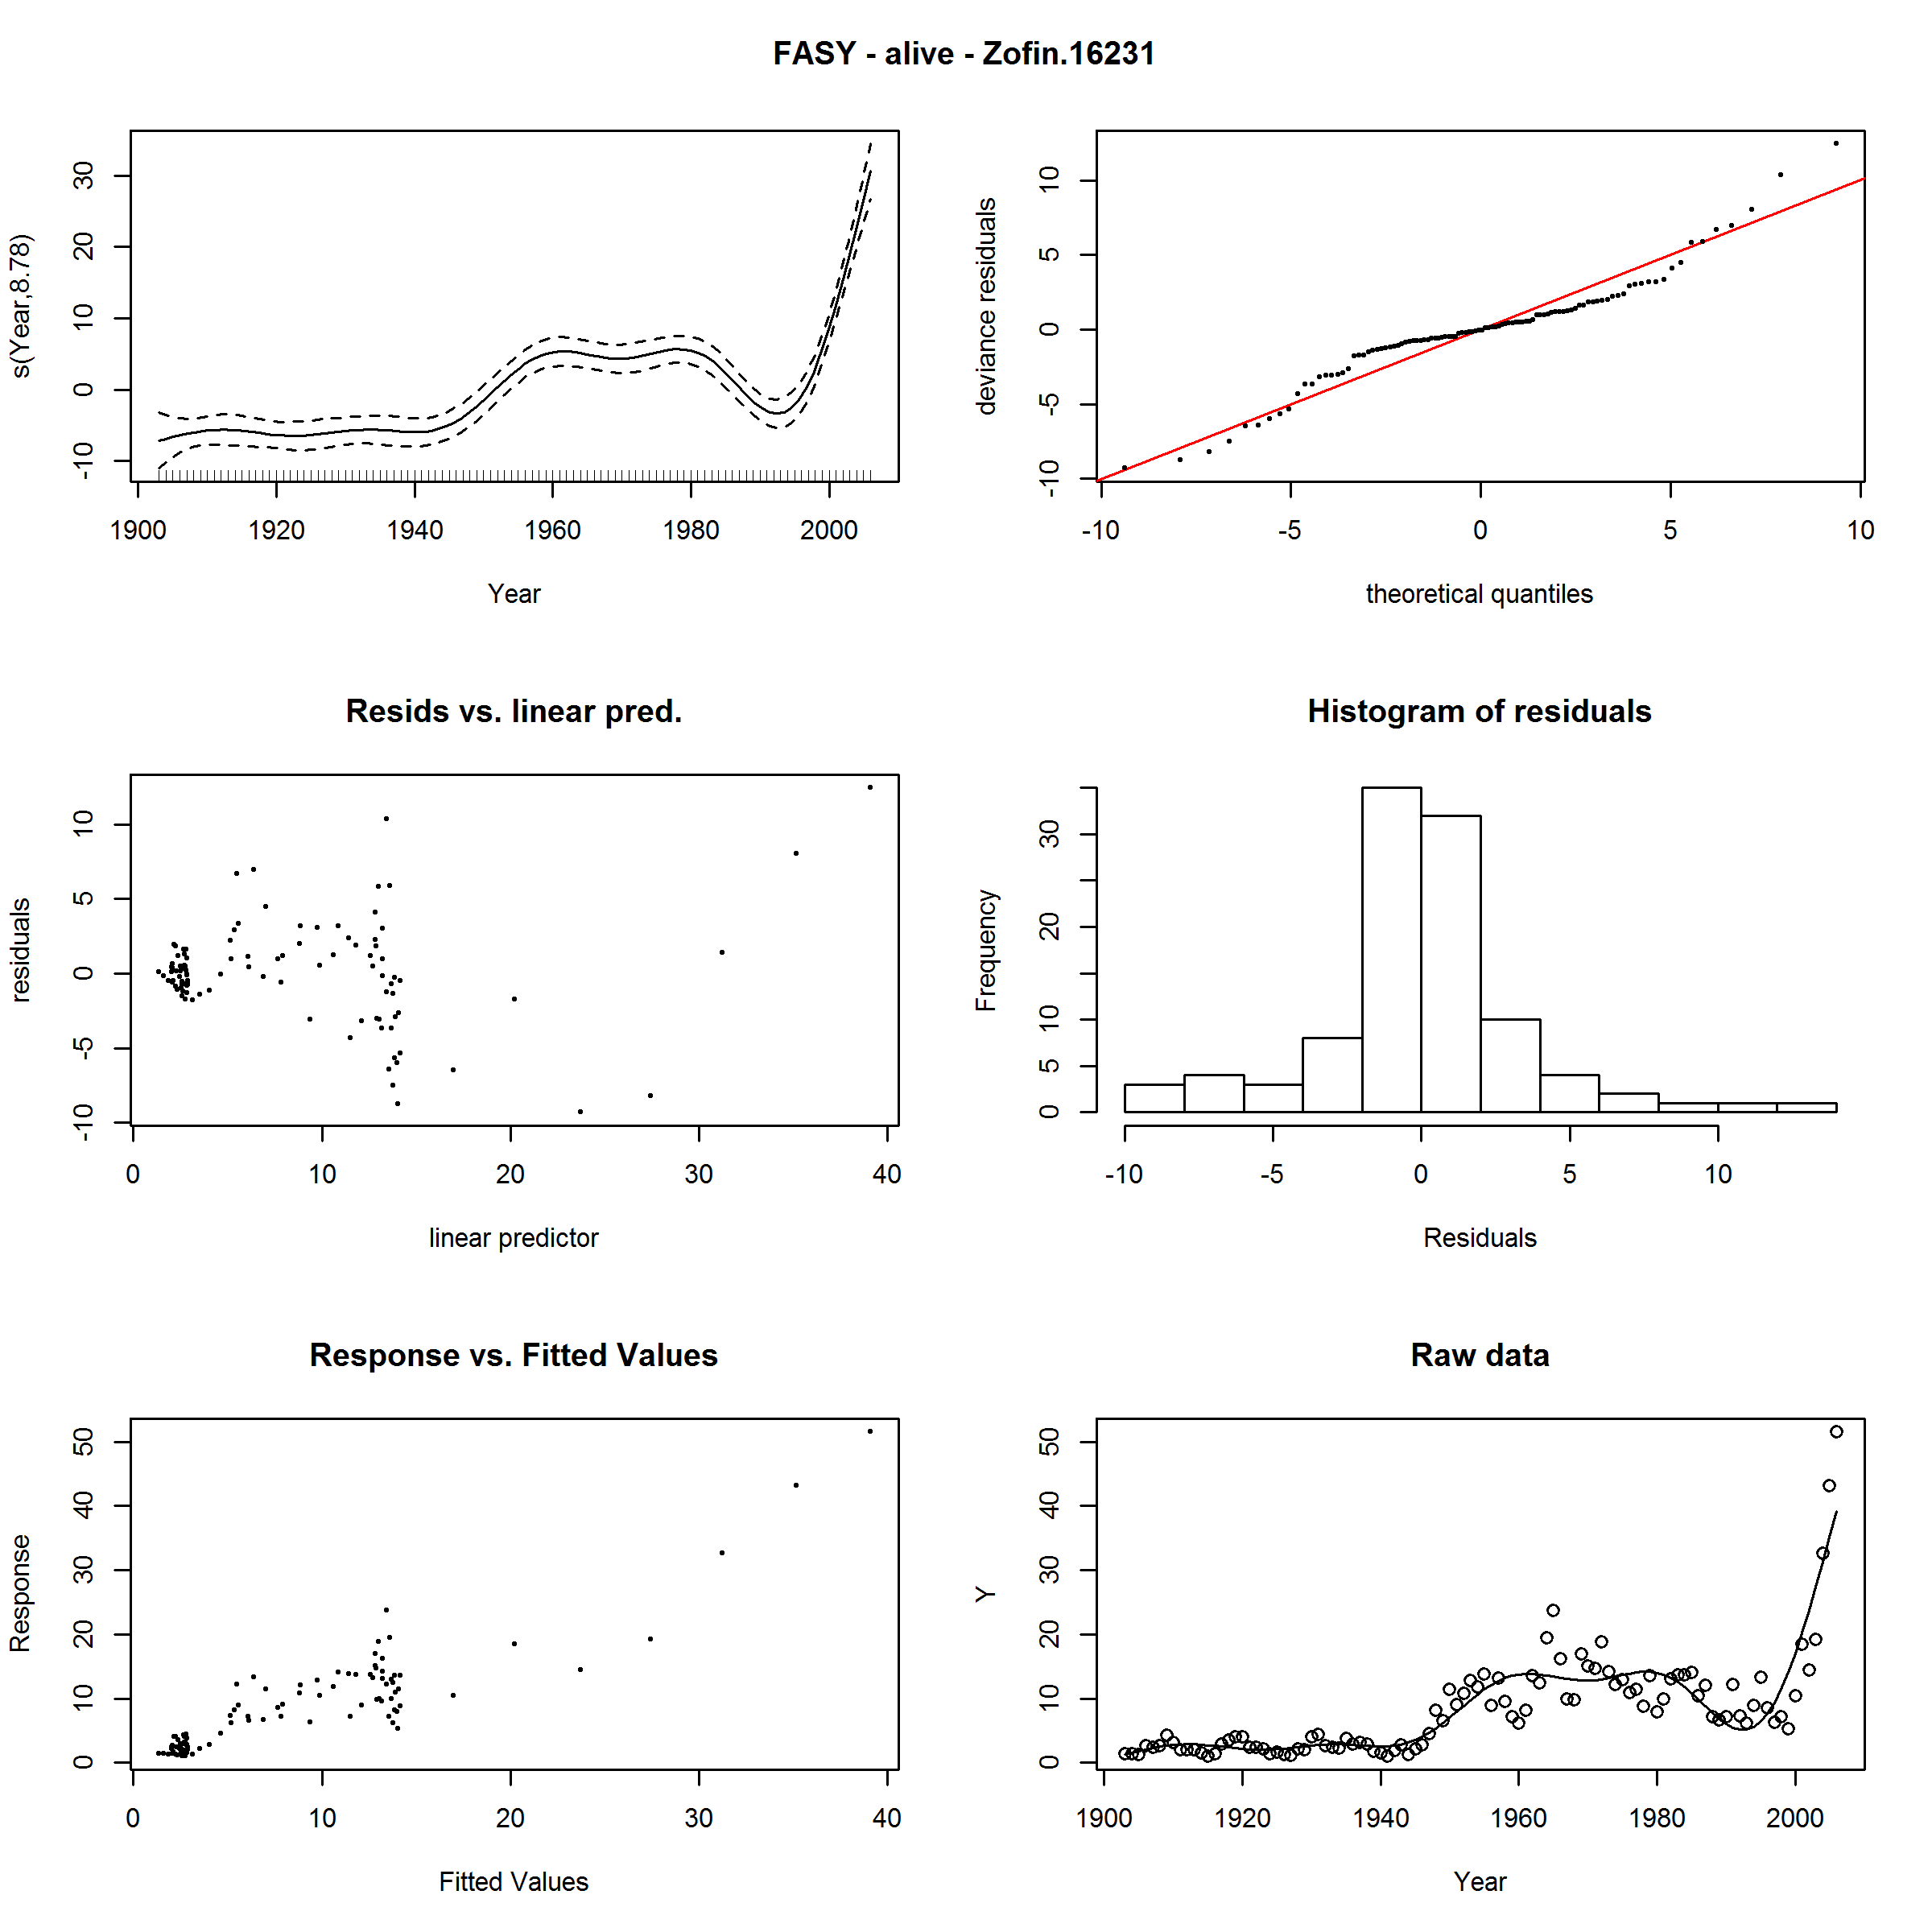 FASY - alive - Zofin.16231
s(Year,8.78)
-10 0 10 20 30
1900 1920 1940 1960 1980 2000
Year
deviance residuals
-10 -5 0 5 10
-10 -5 0 5 10
theoretical quantiles
Resids vs. linear pred.
residuals
-10 -5 0 5 10
0 10 20 30 40
linear predictor
Histogram of residuals
Frequency
0 5 10 20 30
-10 -5 0 5 10
Residuals
Response vs. Fitted Values
Response
0 10 20 30 40 50
0 10 20 30 40
Fitted Values
Raw data
Y
0 10 20 30 40 50
1900 1920 1940 1960 1980 2000
Year